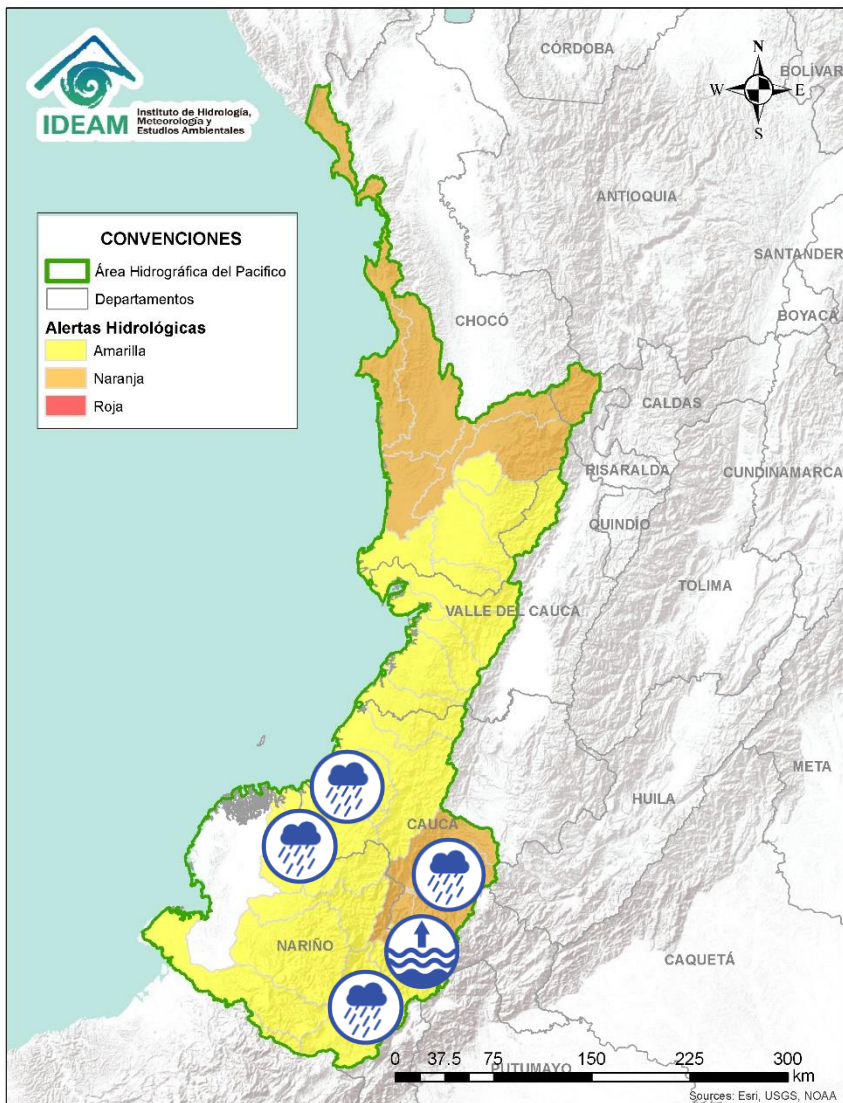 IDEAM
Instituto de Hidrología,
Meteorología y
Estudios Ambientales
N
W
E
S
CONVENCIONES
Área Hidrográfica del Pacifico
Departamentos
Alertas Hidrológicas
Amarilla
Naranja
Roja
CÓRDOBA
BOLÍVAR
ANTIOQUIA
SANTANDER
BOYACÁ
CHOCÓ
CALDAS
RISARALDA
CUNDINAMARCA
QUINDÍO
TOLIMA
VALLE DEL CAUCA
META
HUILA
CAUCA
NARIÑO
CAQUETÁ
PUTUMAYO
0 37.5 75 150 225 300
km
Sources: Esri, USGS, NOAA